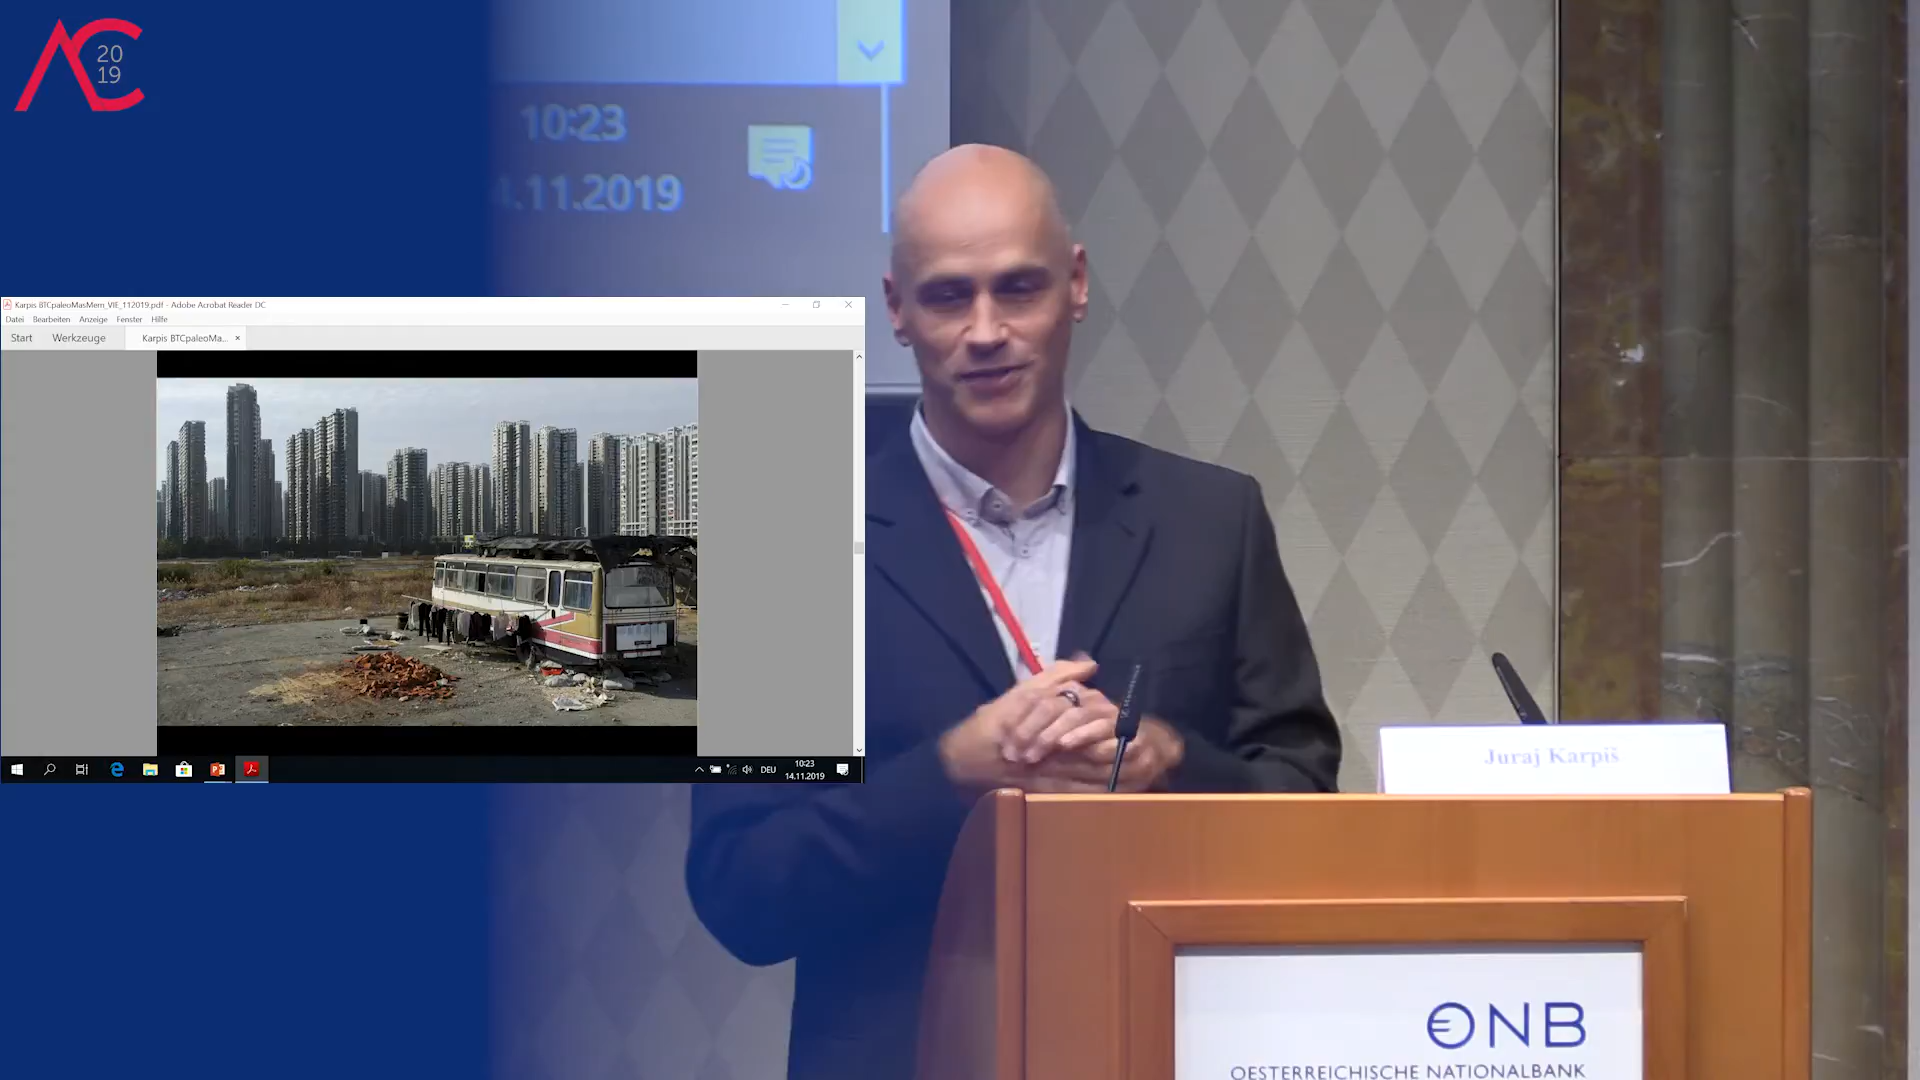 20
19
10:23
.11.2019
Karpis BTCpaleoMasMem_VIE_112019.pdf - Adobe Acrobat Reader DC
Datei Bearbeiten Anzeige Fenster Hilfe
Start Werkzeuge Karpis BTCpaleoMa...
DEU
10:23
14.11.2019
Juraj Karpiš
ONB
OESTERREICHISCHE NATIONALBANK